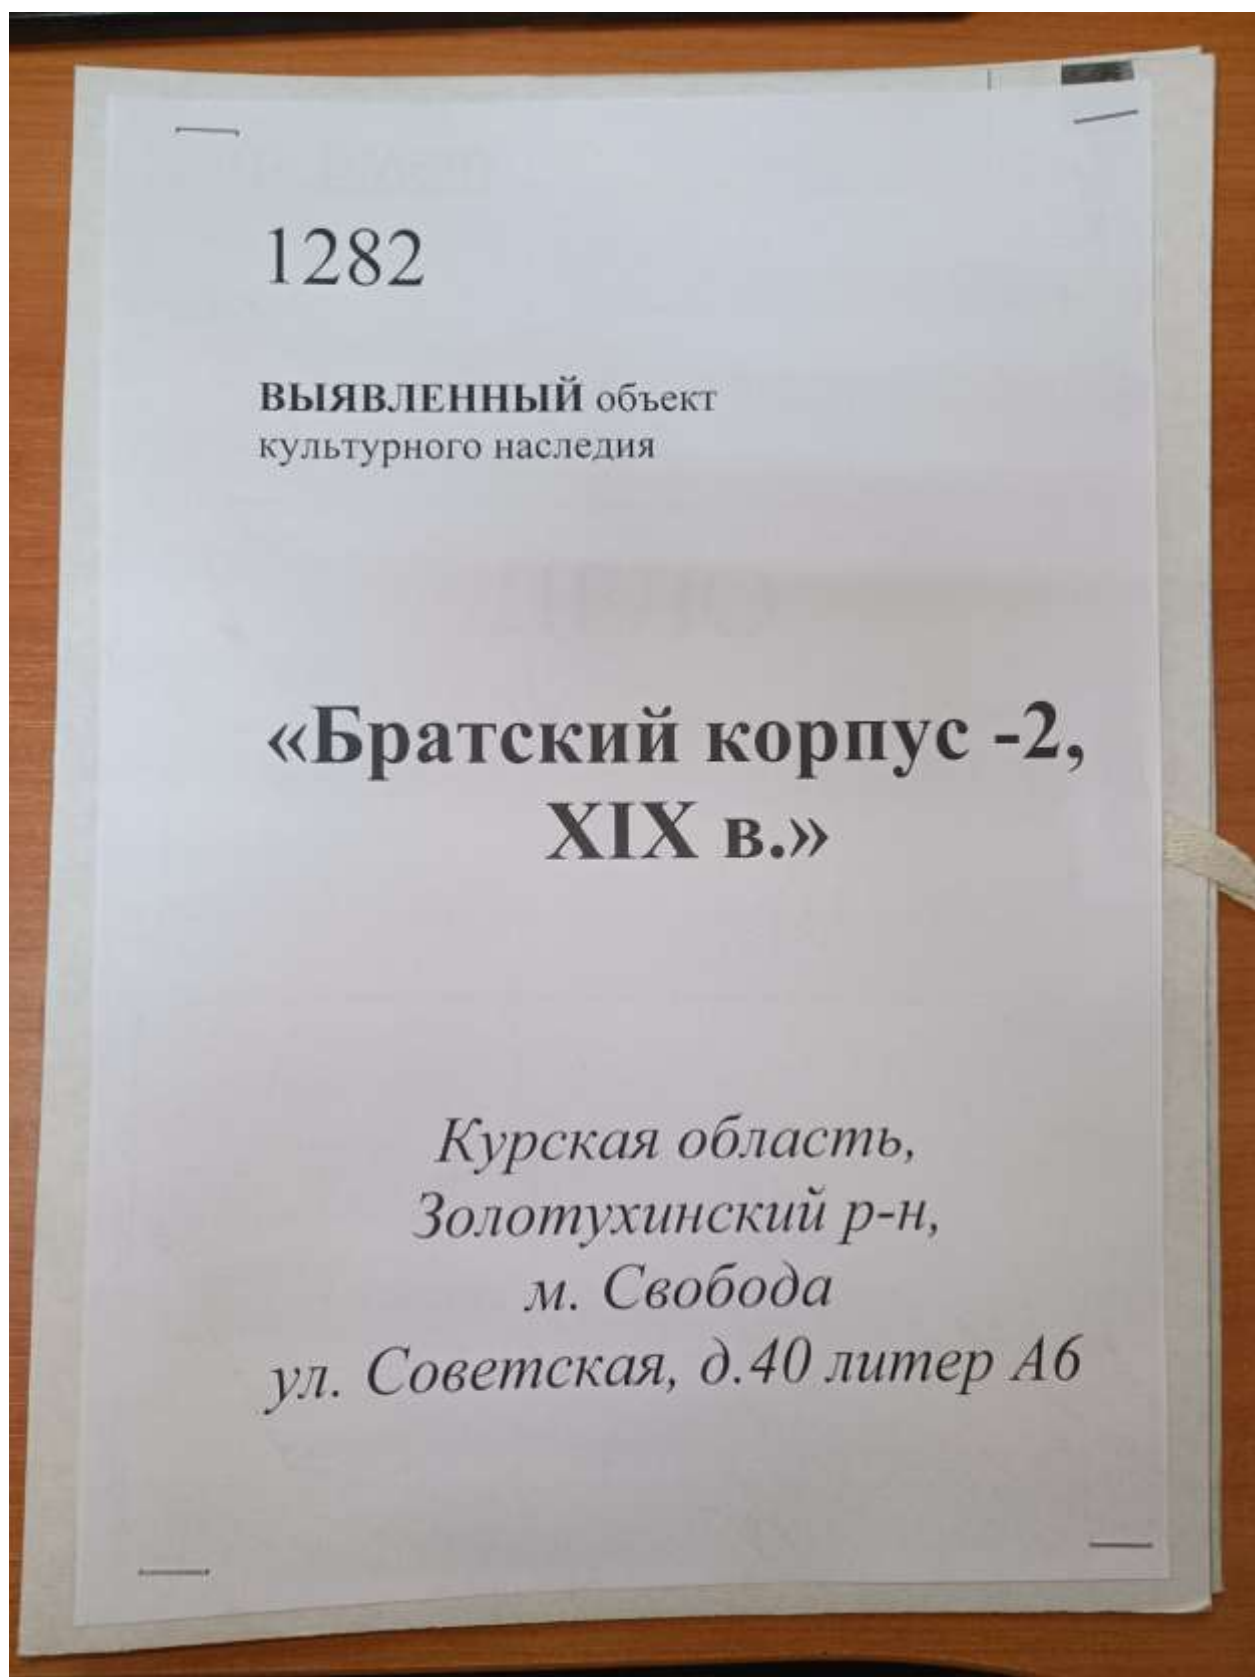 1282
ВЫЯВЛЕННЫЙ объект
культурного наследия
«Братский корпус -2,
XIX в.»
Курская область,
Золотухинский р-н,
м. Свобода
ул. Советская, д.40 литер А6